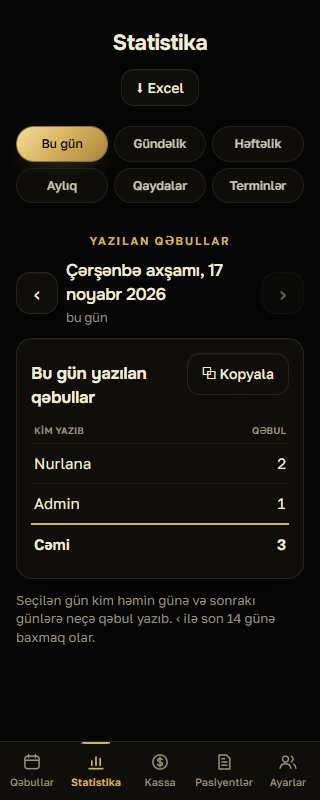 Statistika
⬇ Excel
Bu gün
Gündəlik
Həftəlik
Aylıq
Qaydalar
Terminlər
YAZILAN QƏBULLAR
‹
Çərşənbə axşamı, 17
noyabr 2026
bu gün
›
Bu gün yazılan
qəbullar
Kopyala
KİM YAZIB QƏBUL
Nurlana 2
Admin 1
Cəmi 3
Seçilən gün kim həmin günə və sonrakı
günlərə neçə qəbul yazıb. ‹ ilə son 14 günə
baxmaq olar.
Qəbullar
Statistika
Kassa
Pasiyentlər
Ayarlar